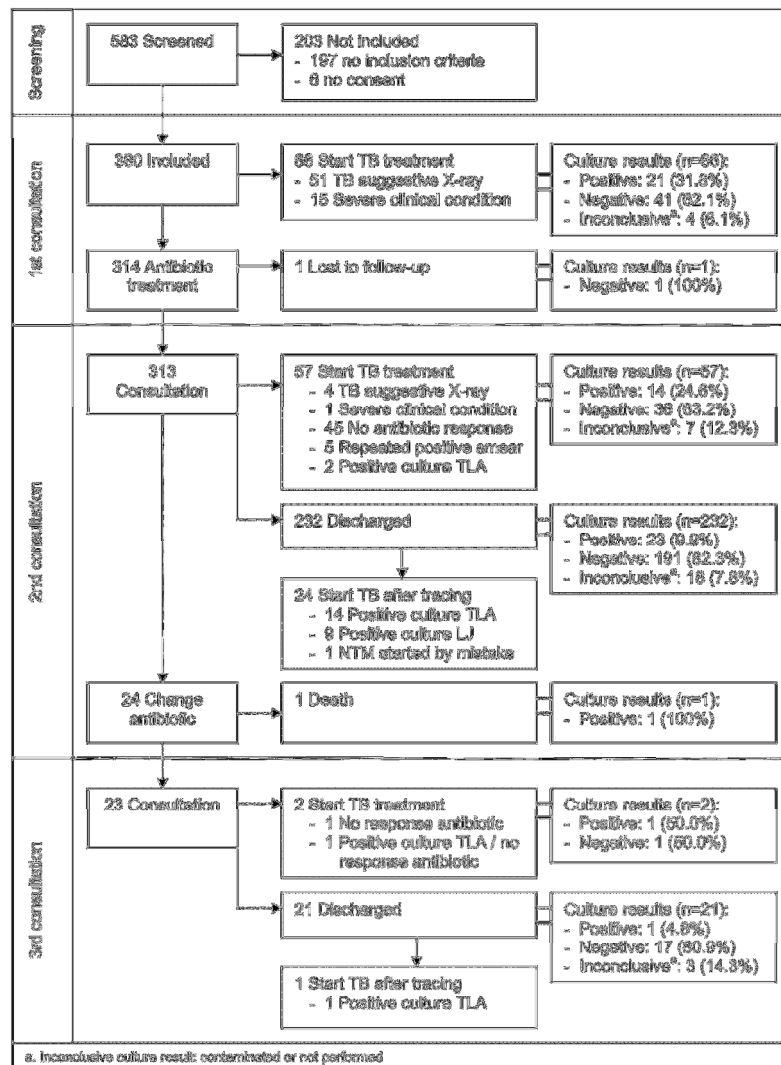 Screening
583 Screened
203 Not Included
- 197 no inclusion criteria
- 6 no consent
1st consultation
380 Included
66 Start TB treatment
- 51 TB suggestive X-ray
- 15 Severe clinical condition
Culture results (n=66):
- Positive: 21 (31.8%)
- Negative: 41 (62.1%)
- Inconclusiveª: 4 (6.1%)
314 Antibiotic
treatment
1 Lost to follow-up
Culture results (n=1):
- Negative: 1 (100%)
2nd consultation
313
Consultation
57 Start TB treatment
- 4 TB suggestive X-ray
- 1 Severe clinical condition
- 45 No antibiotic response
- 5 Repeated positive smear
- 2 Positive culture TLA
Culture results (n=57):
- Positive: 14 (24.6%)
- Negative: 36 (63.2%)
- Inconclusiveª: 7 (12.3%)
232 Discharged
Culture results (n=232):
- Positive: 23 (9.9%)
- Negative: 191 (82.3%)
- Inconclusiveª: 18 (7.8%)
24 Start TB after tracing
- 14 Positive culture TLA
- 9 Positive culture LJ
- 1 NTM started by mistake
24 Change
antibiotic
1 Death
Culture results (n=1):
- Positive: 1 (100%)
3rd consultation
23 Consultation
2 Start TB treatment
- 1 No response antibiotic
- 1 Positive culture TLA / no
response antibiotic
Culture results (n=2):
- Positive: 1 (50.0%)
- Negative: 1 (50.0%)
21 Discharged
Culture results (n=21):
- Positive: 1 (4.8%)
- Negative: 17 (80.9%)
- Inconclusiveª: 3 (14.3%)
1 Start TB after tracing
- 1 Positive culture TLA
a. Inconclusive culture result: contaminated or not performed